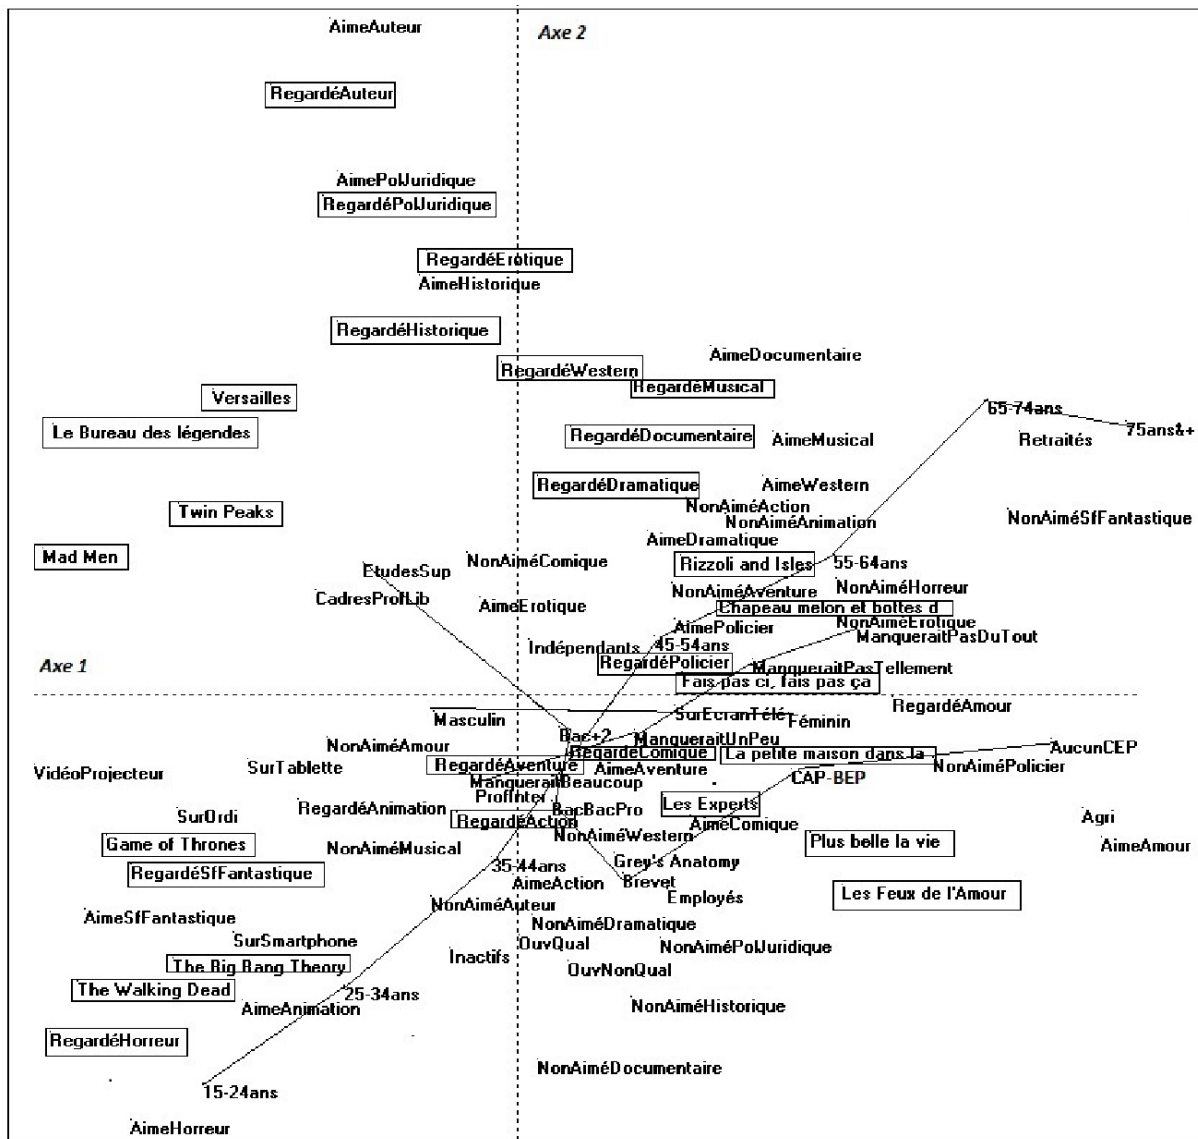 AimeAuteur
Axe 2
RegardéAuteur
AimePolJuridique
RegardéPolJuridique
RegardéErotique
AimeHistorique
RegardéHistorique
AimeDocumentaire
RegardéWestern
RegardéMusical
Versailles
65-74ans
Le Bureau des légendes
RegardéDocumentaire
AimeMusical
Retraités
75ans&+
RegardéDramatique
AimeWestern
NonAiméAction
Twin Peaks
NonAiméAnimation
NonAiméSfFantastique
AimeDramatique
Mad Men
NonAiméComique
Rizzoli and Isles
55-64ans
EtudesSup
NonAiméAventure
NonAiméHorreur
CadresProfLib
AimeErotique
Chapeau melon et bottes d
NonAiméErotique
AimePolicier
ManqueraitPasDuTout
Indépendants
45-54ans
Axe 1
RegardéPolicier
ManqueraitPasTellement
Fais pas ci, fais pas ça
RegardéAmour
Masculin
SurEcranTélé
Féminin
Bac+2
ManqueraitUnPeu
NonAiméAmour
RegardéComique
La petite maison dans la
AucunCEP
VidéoProjecteur
SurTablette
RegardéAventure
AimeAventure
NonAiméPolicier
ManqueraitBeaucoup
CAP-BEP
ProfInter
RegardéAnimation
BacBacPro
Les Experts
SurOrdi
RegardéAction
AimeComique
Agri
NonAiméWestern
Game of Thrones
NonAiméMusical
Plus belle la vie
AimeAmour
Grey's Anatomy
RegardéSfFantastique
35-44ans
AimeAction
Brevet
Employés
Les Feux de l'Amour
NonAiméAuteur
AimeSfFantastique
NonAiméDramatique
SurSmartphone
OuvQual
NonAiméPolJuridique
Inactifs
The Big Bang Theory
OuvNonQual
The Walking Dead
25-34ans
AimeAnimation
NonAiméHistorique
RegardéHorreur
NonAiméDocumentaire
15-24ans
AimeHorreur